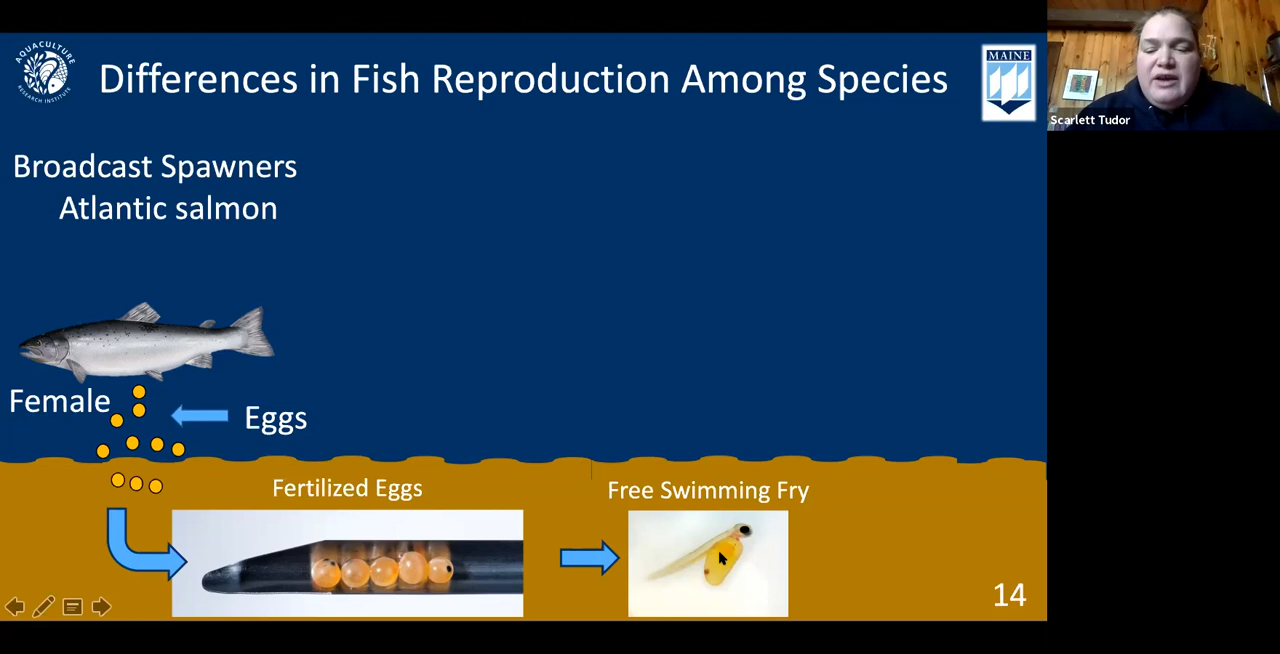 AQUACULTURE
RESEARCH INSTITUTE
Differences in Fish Reproduction Among Species
MAINE
Scarlett Tudor
Broadcast Spawners
Atlantic salmon
Female
Eggs
Fertilized Eggs
Free Swimming Fry
14